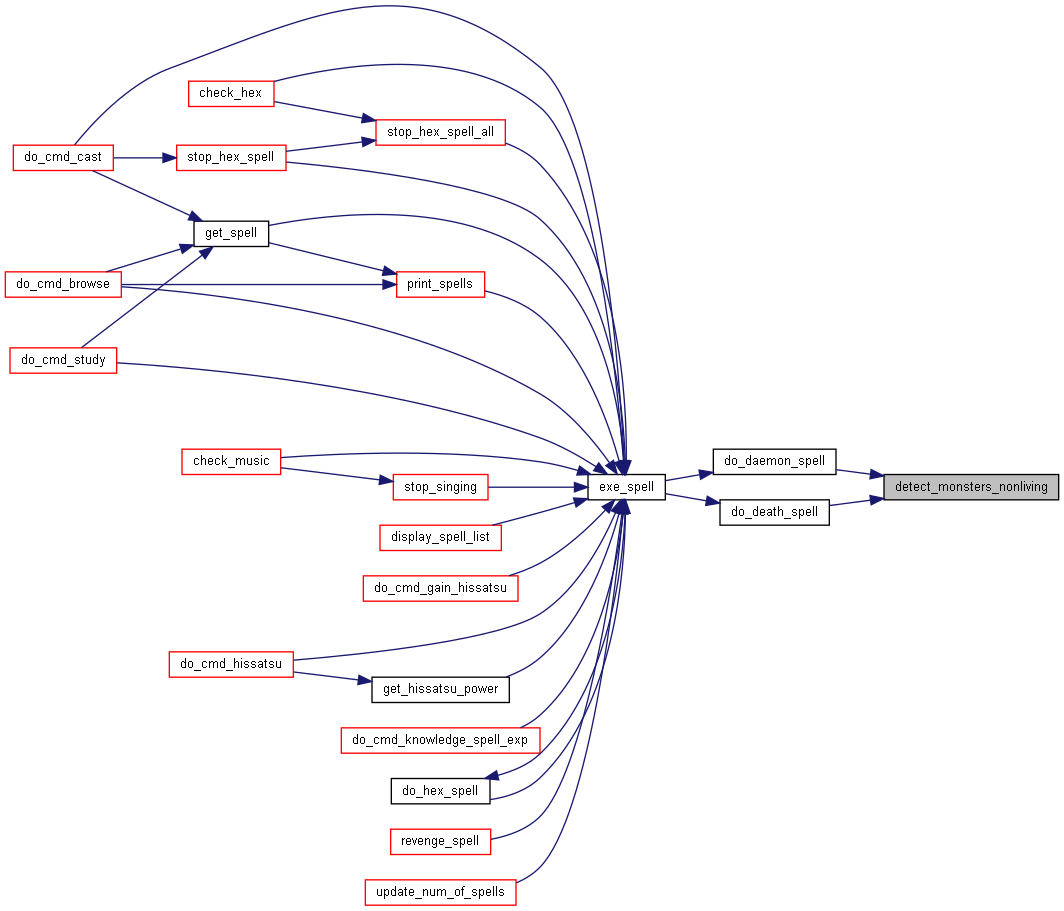 check_hex
stop_hex_spell_all
do_cmd_cast
stop_hex_spell
get_spell
do_cmd_browse
print_spells
do_cmd_study
check_music
do_daemon_spell
stop_singing
exe_spell
detect_monsters_nonliving
do_death_spell
display_spell_list
do_cmd_gain_hissatsu
do_cmd_hissatsu
get_hissatsu_power
do_cmd_knowledge_spell_exp
do_hex_spell
revenge_spell
update_num_of_spells